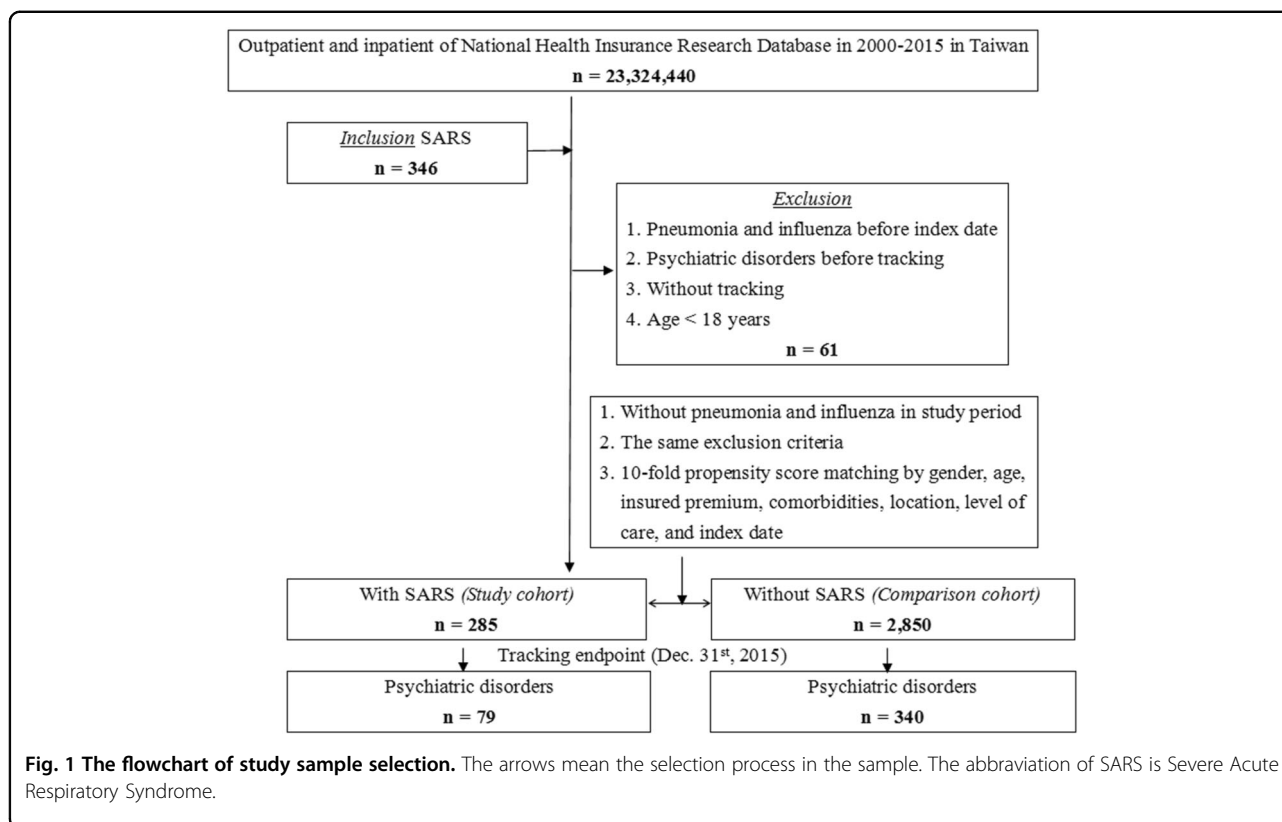 Outpatient and inpatient of National Health Insurance Research Database in 2000-2015 in Taiwan
n = 23,324,440
Inclusion SARS
n = 346
Exclusion
1. Pneumonia and influenza before index date
2. Psychiatric disorders before tracking
3. Without tracking
4. Age < 18 years
n = 61
1. Without pneumonia and influenza in study period
2. The same exclusion criteria
3. 10-fold propensity score matching by gender, age,
insured premium, comorbidities, location, level of
care, and index date
With SARS (Study cohort)
n = 285
Without SARS (Comparison cohort)
n = 2,850
Tracking endpoint (Dec. 31st, 2015)
Psychiatric disorders
n = 79
Psychiatric disorders
n = 340
Fig. 1 The flowchart of study sample selection. The arrows mean the selection process in the sample. The abbraviation of SARS is Severe Acute
Respiratory Syndrome.